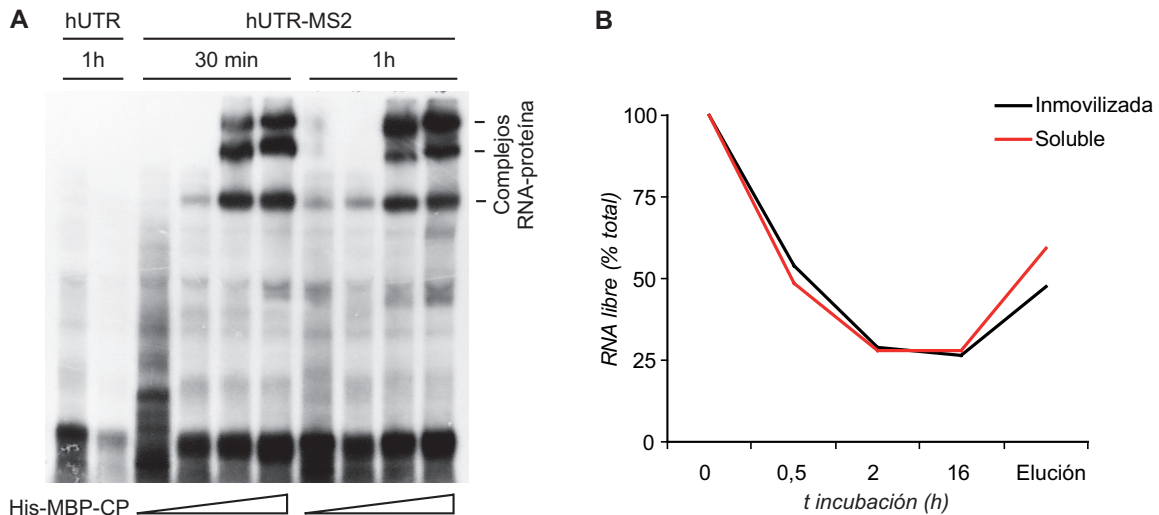 A
hUTR
hUTR-MS2
1h
30 min
1h
Complejos
RNA-proteína
His-MBP-CP
B
Inmovilizada
Soluble
RNA libre (% total)
100
75
50
25
0
0
0,5
2
16
Elución
t incubación (h)